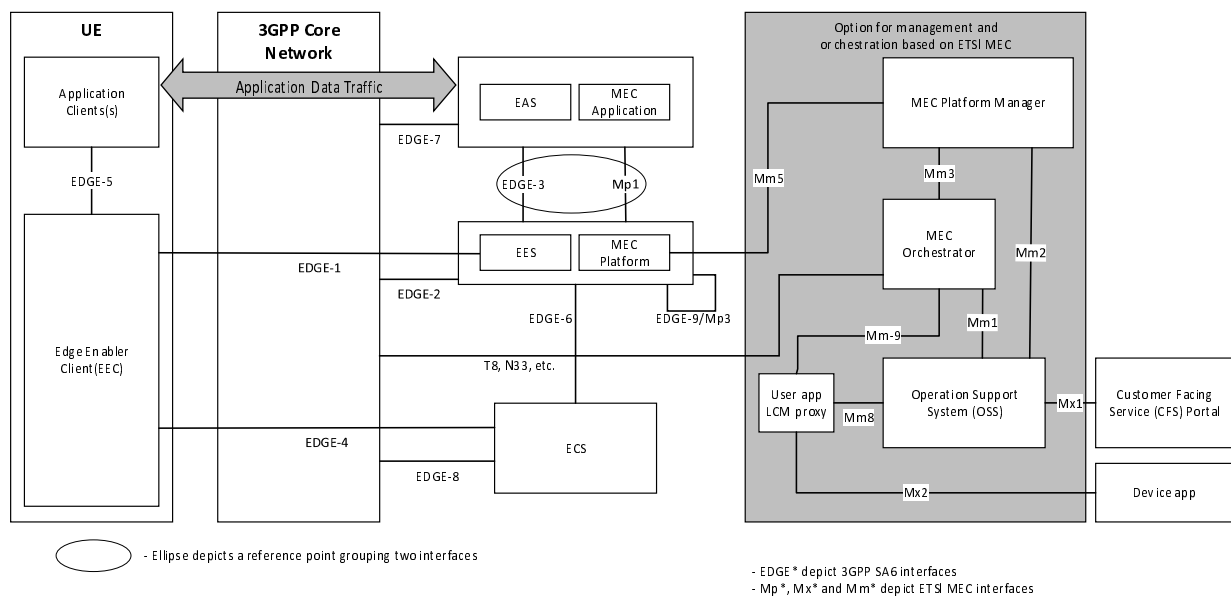 UE
3GPP Core
Network
Option for management and
orchestration based on ETSI MEC
Application
Clients(s)
Application Data Traffic
EAS
MEC
Application
MEC Platform Manager
EDGE-7
EDGE-5
EDGE-3
Mp1
Mm5
Mm3
EES
MEC
Platform
MEC
Orchestrator
Mm2
EDGE-1
EDGE-2
EDGE-6
EDGE-9/Mp3
Mm1
Mm-9
Edge Enabler
Client(EEC)
T8, N33, etc.
User app
LCM proxy
Mm8
Operation Support
System (OSS)
Mx1
Customer Facing
Service (CFS) Portal
EDGE-4
ECS
EDGE-8
Mx2
Device app
- Ellipse depicts a reference point grouping two interfaces
- EDGE* depict 3GPP SA6 interfaces
- Mp*, Mx* and Mm* depict ETSI MEC interfaces